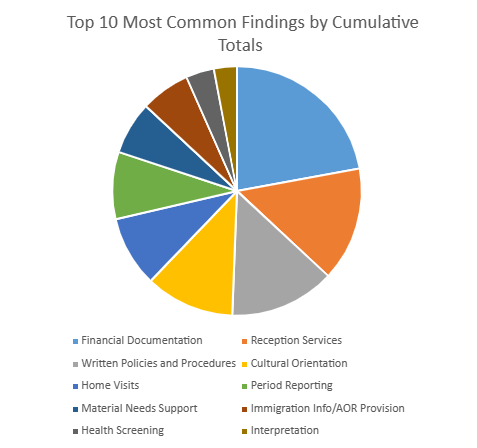 Top 10 Most Common Findings by Cumulative
Totals
Financial Documentation
Reception Services
Written Policies and Procedures
Cultural Orientation
Home Visits
Period Reporting
Material Needs Support
Immigration Info/AOR Provision
Health Screening
Interpretation